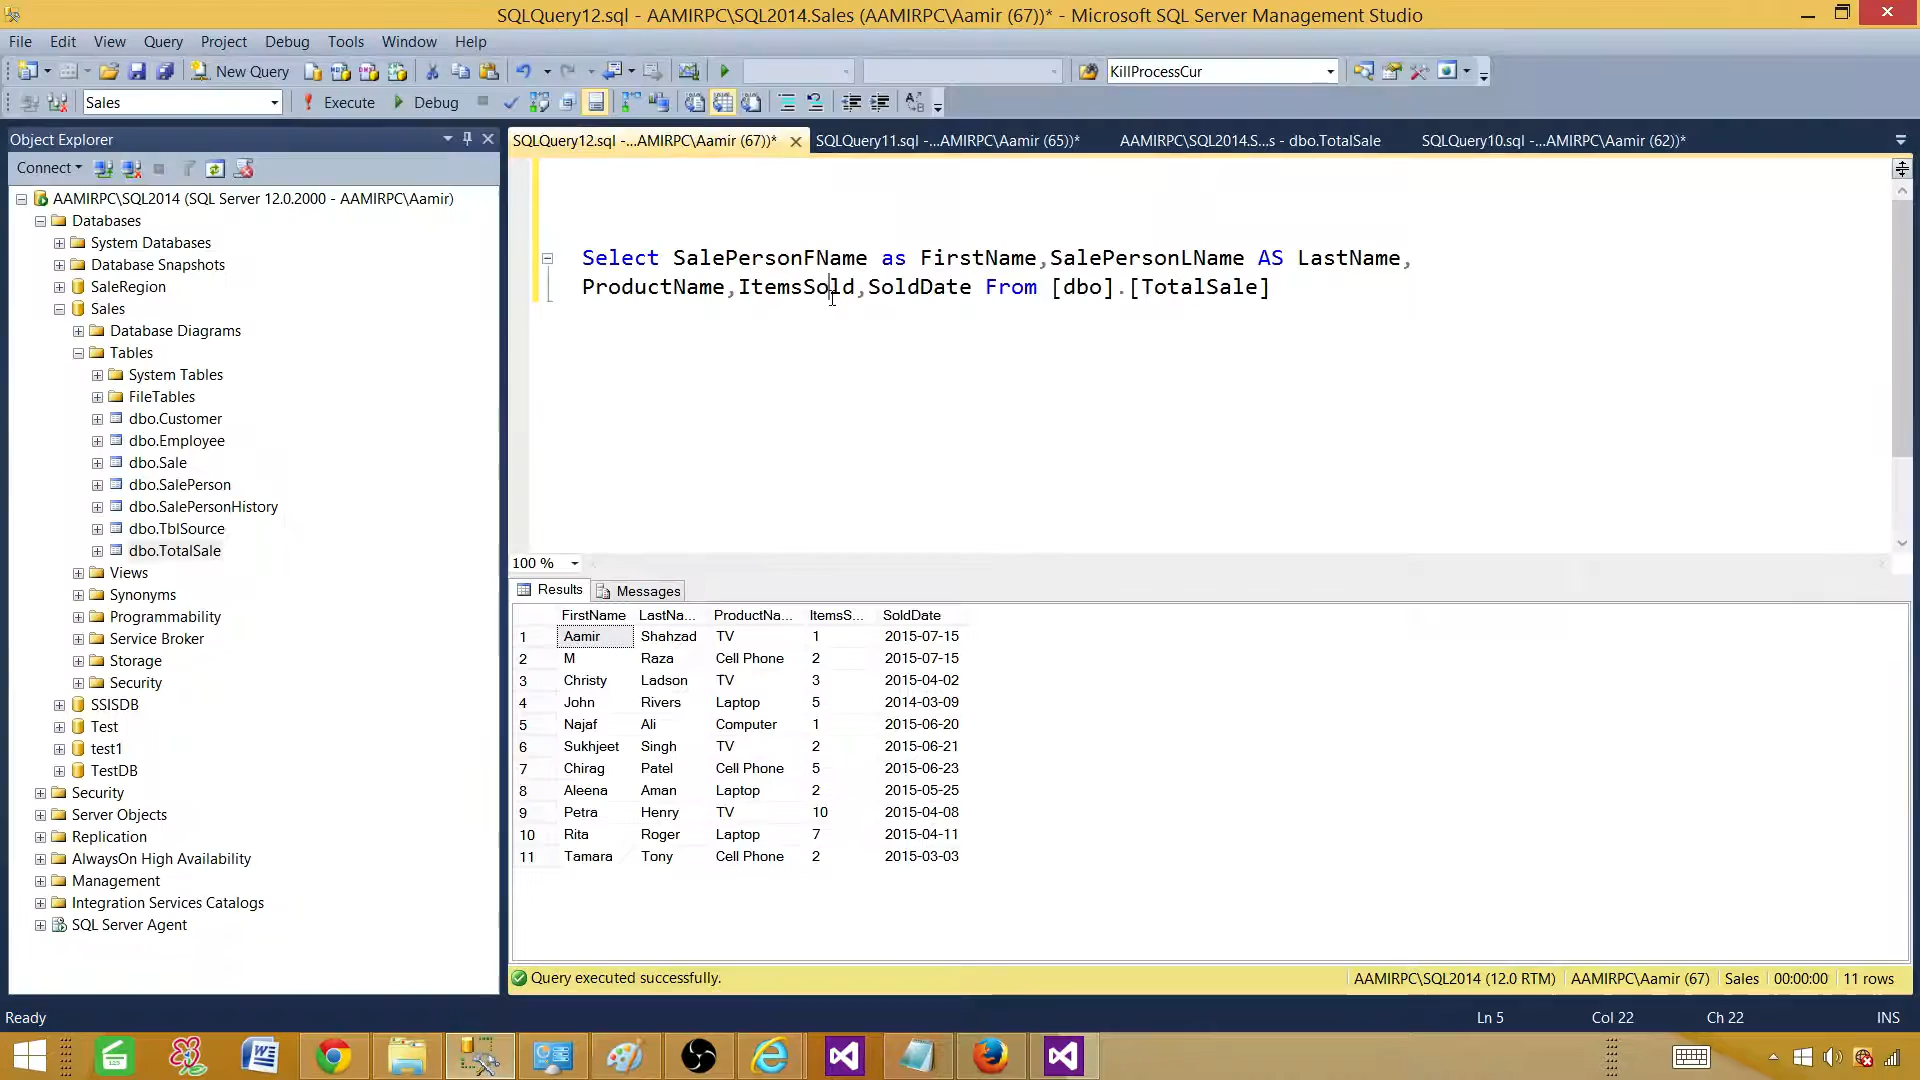 SQLQuery12.sql - AAMIRPC\SQL2014.Sales (AAMIRPC\Aamir (67))* - Microsoft SQL Server Management Studio
File Edit View Query Project Debug Tools Window Help
New Query KillProcessCur
Sales Execute Debug
Object Explorer
SQLQuery12.sql -...AMIRPC\Aamir (67))* SQLQuery11.sql -...AMIRPC\Aamir (65))* AAMIRPC\SQL2014.S...s - dbo.TotalSale SQLQuery10.sql -...AMIRPC\Aamir (62))*
Connect
AAMIRPC\SQL2014 (SQL Server 12.0.2000 - AAMIRPC\Aamir)
Databases
System Databases
Database Snapshots
SaleRegion
Sales
Database Diagrams
Tables
System Tables
FileTables
dbo.Customer
dbo.Employee
dbo.Sale
dbo.SalePerson
dbo.SalePersonHistory
dbo.TblSource
dbo.TotalSale
Views
Synonyms
Programmability
Service Broker
Storage
Security
SSISDB
Test
test1
TestDB
Security
Server Objects
Replication
AlwaysOn High Availability
Management
Integration Services Catalogs
SQL Server Agent
Select SalePersonFName as FirstName,SalePersonLName AS LastName,
ProductName,ItemsSold,SoldDate From [dbo].[TotalSale]
100 %
Results Messages
FirstName LastNa... ProductNa... ItemsS... SoldDate
1 Aamir Shahzad TV 1 2015-07-15
2 M Raza Cell Phone 2 2015-07-15
3 Christy Ladson TV 3 2015-04-02
4 John Rivers Laptop 5 2014-03-09
5 Najaf Ali Computer 1 2015-06-20
6 Sukhjeet Singh TV 2 2015-06-21
7 Chirag Patel Cell Phone 5 2015-06-23
8 Aleena Aman Laptop 2 2015-05-25
9 Petra Henry TV 10 2015-04-08
10 Rita Roger Laptop 7 2015-04-11
11 Tamara Tony Cell Phone 2 2015-03-03
Query executed successfully. AAMIRPC\SQL2014 (12.0 RTM) AAMIRPC\Aamir (67) Sales 00:00:00 11 rows
Ready Ln 5 Col 22 Ch 22 INS